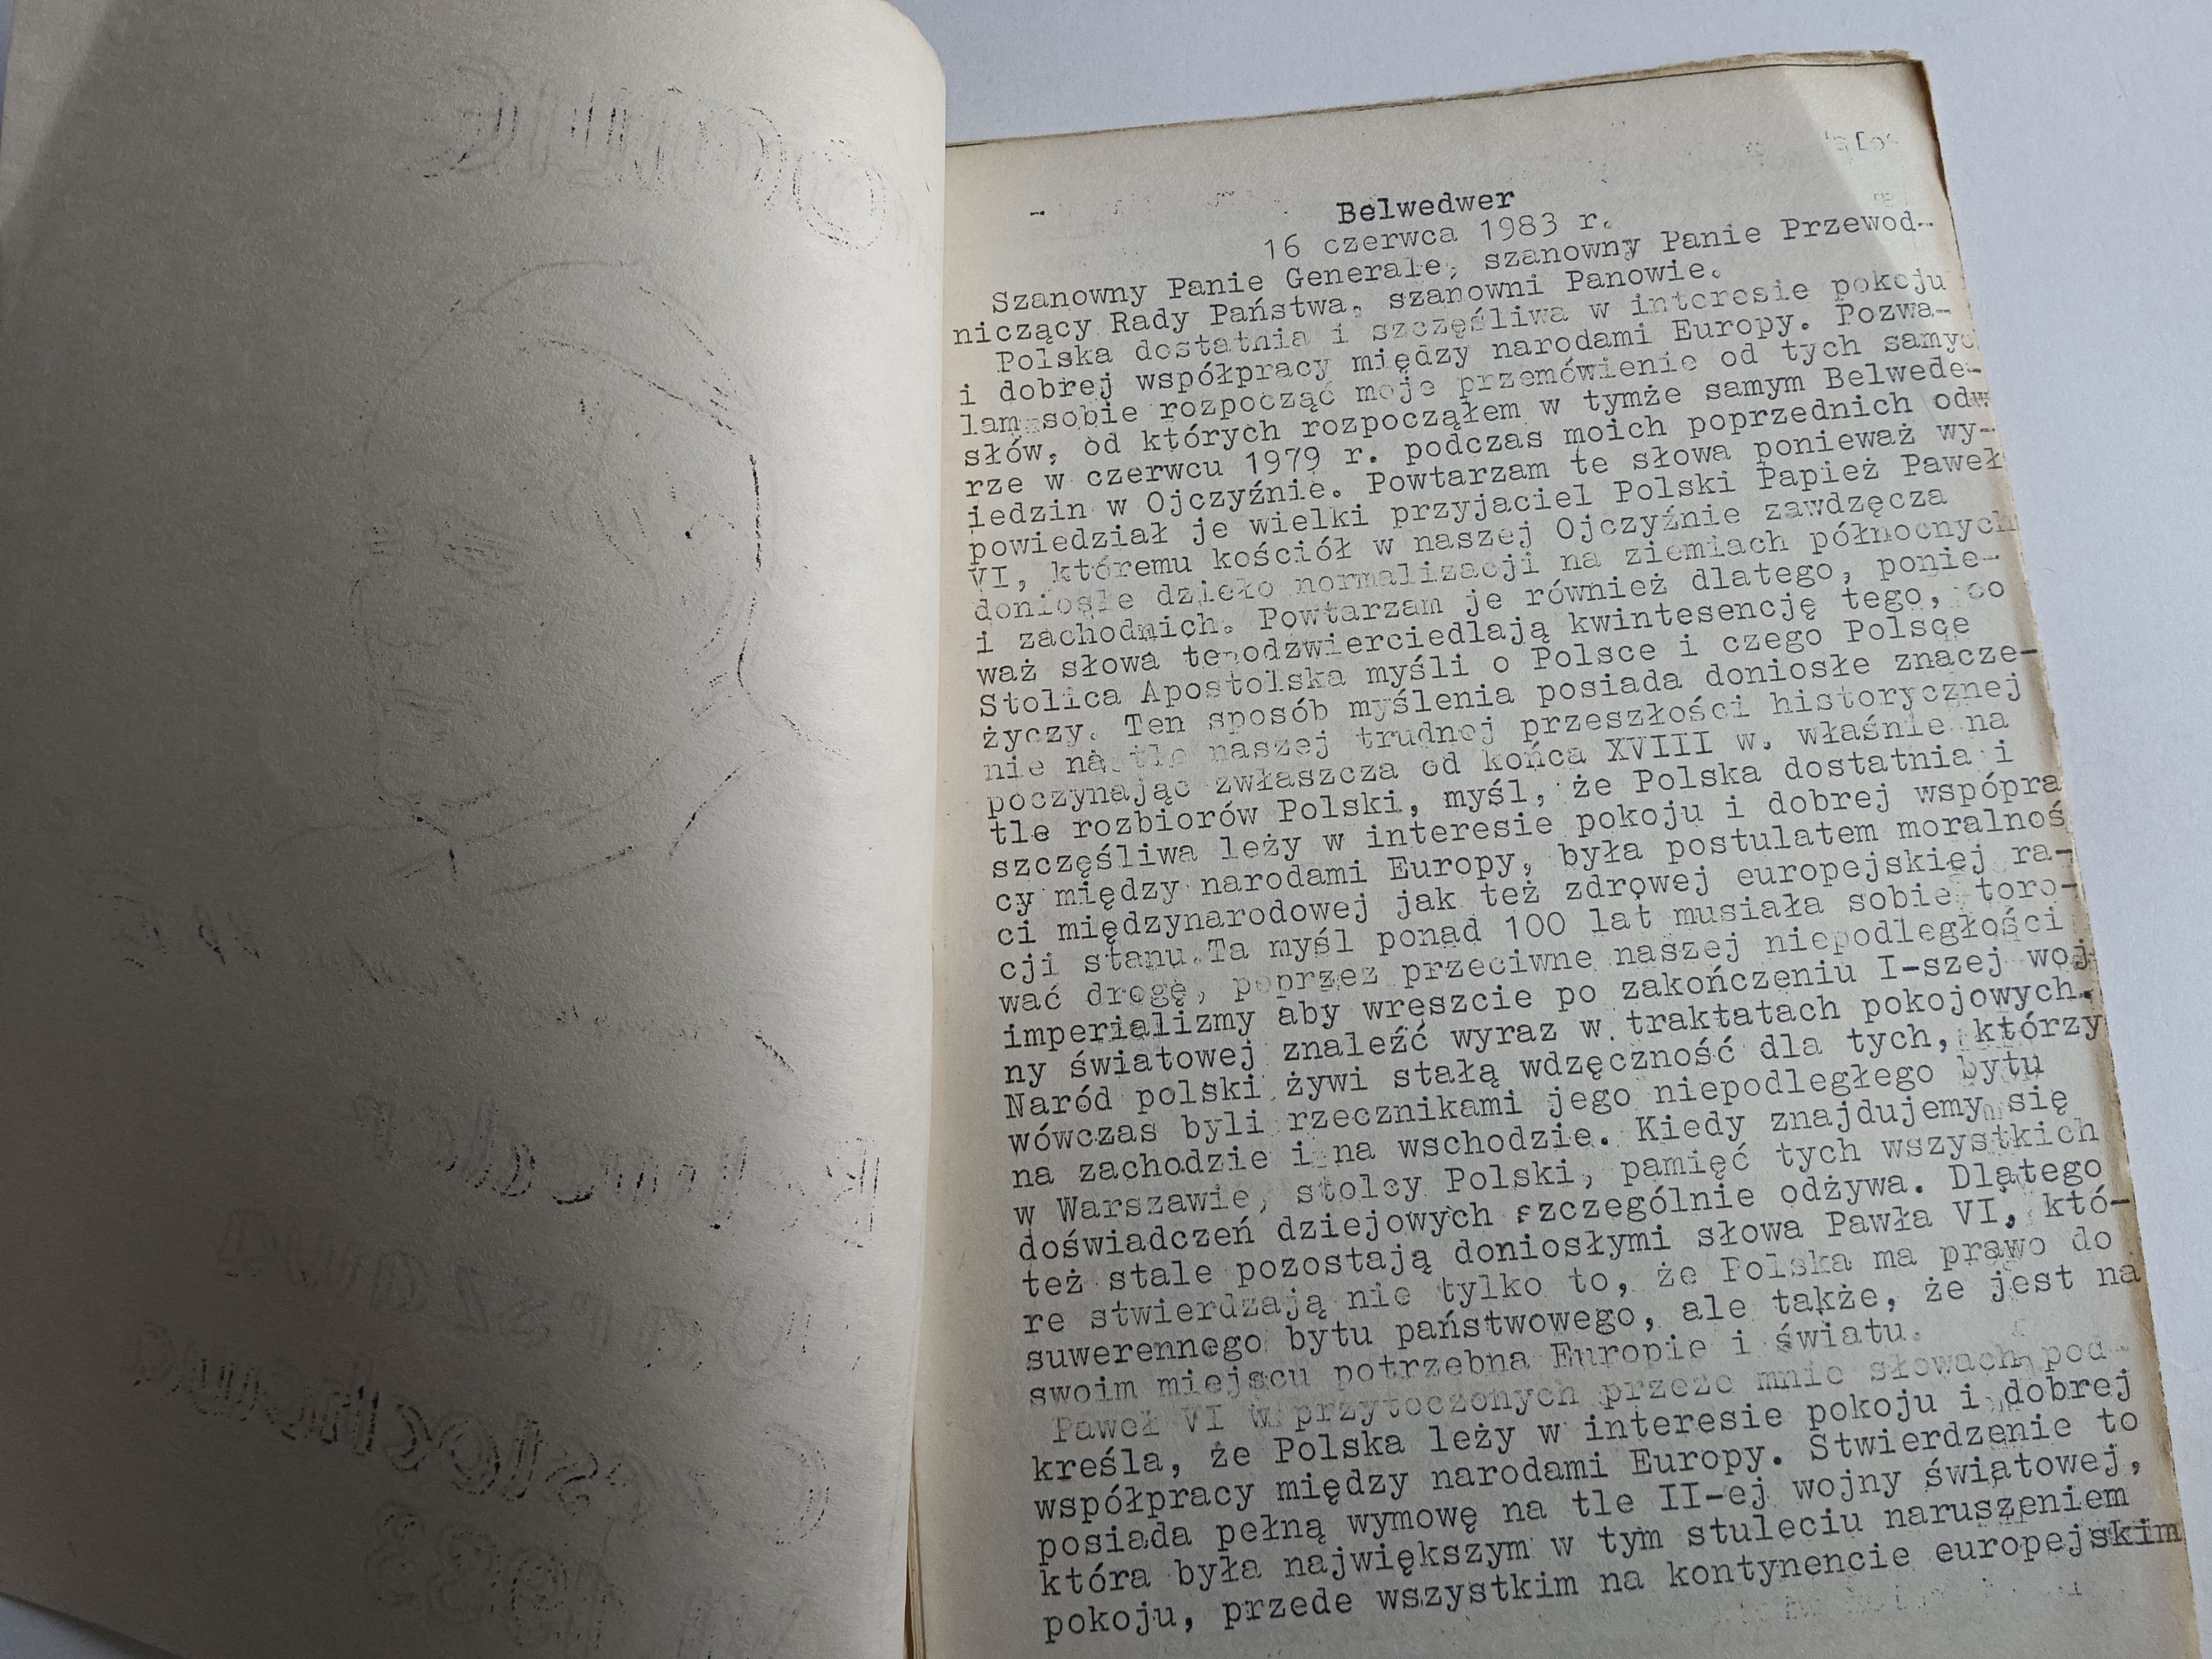 Belwedwer
16 czerwca 1983 r.
Szanowny Panie Generale, szanowny Panie Przewod-
niczący Rady Państwa, szanowni Panowie.
Polska dostatnia i szczęśliwa w interesie pokoju
i dobrej współpracy między narodami Europy. Pozwa-
lam sobie rozpocząć moje przemówienie od tych samyc
słów, od których rozpocząłem w tymże samym Belwede-
rze w czerwcu 1979 r. podczas moich poprzednich odw
iedzin w Ojczyźnie. Powtarzam te słowa ponieważ wy-
powiedział je wielki przyjaciel Polski Papież Paweł
VI, któremu kościół w naszej Ojczyźnie zawdzęcza
doniosłe dzieło normalizacji na ziemiach północnych
i zachodnich. Powtarzam je również dlatego, ponie-
waż słowa te odzwierciedlają kwintesencję tego, co
Stolica Apostolska myśli o Polsce i czego Polsce
życzy. Ten sposób myślenia posiada doniosłe znacze-
nie na tle naszej trudnej przeszłości historycznej
poczynając zwłaszcza od końca XVIII w. właśnie na
tle rozbiorów Polski, myśl, że Polska dostatnia i
szczęśliwa leży w interesie pokoju i dobrej wspópra
cy między narodami Europy, była postulatem moralnoś
ci międzynarodowej jak też zdrowej europejskiej ra-
cji stanu. Ta myśl ponad 100 lat musiała sobie toro-
wać drogę, poprzez przeciwne naszej niepodległości
imperializmy aby wreszcie po zakończeniu I-szej woj
ny światowej znaleźć wyraz w traktatach pokojowych.
Naród polski żywi stałą wdzęczność dla tych, którzy
wówczas byli rzecznikami jego niepodległego bytu
na zachodzie i na wschodzie. Kiedy znajdujemy się
w Warszawie, stolcy Polski, pamięć tych wszystkich
doświadczeń dziejowych szczególnie odżywa. Dlatego
też stale pozostają doniosłymi słowa Pawła VI, któ-
re stwierdzają nie tylko to, że Polska ma prawo do
suwerennego bytu państwowego, ale także, że jest na
swoim miejscu potrzebna Europie i światu.
Paweł VI w przytoczonych przeze mnie słowach pod-
kreśla, że Polska leży w interesie pokoju i dobrej
współpracy między narodami Europy. Stwierdzenie to
posiada pełną wymowę na tle II-ej wojny światowej,
która była największym w tym stuleciu naruszeniem
pokoju, przede wszystkim na kontynencie europejskim